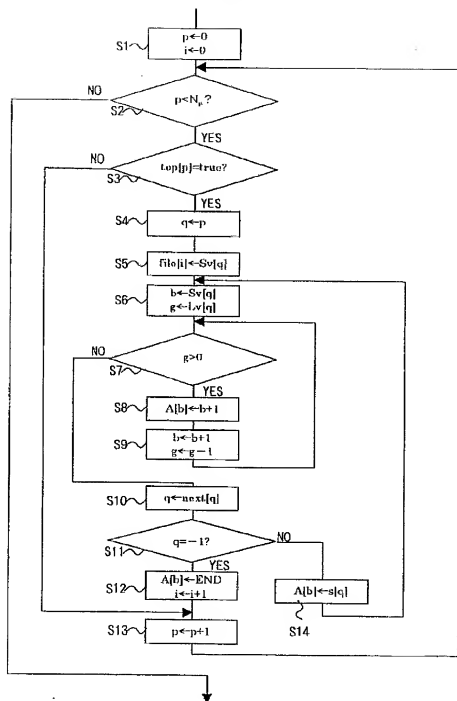 S1
p←0
i←0
NO
p<Np?
S2
YES
NO
top[p]=true?
S3
YES
S4
q←p
S5
file[i]←Sv[q]
S6
b←Sv[q]
g←Lv[q]
NO
g>0
S7
YES
S8
A[b]←b+1
S9
b←b+1
g←g−1
S10
q←next[q]
q=−1?
NO
S11
YES
S12
A[b]←END
i←i+1
A[b]←s[q]
S13
p←p+1
S14